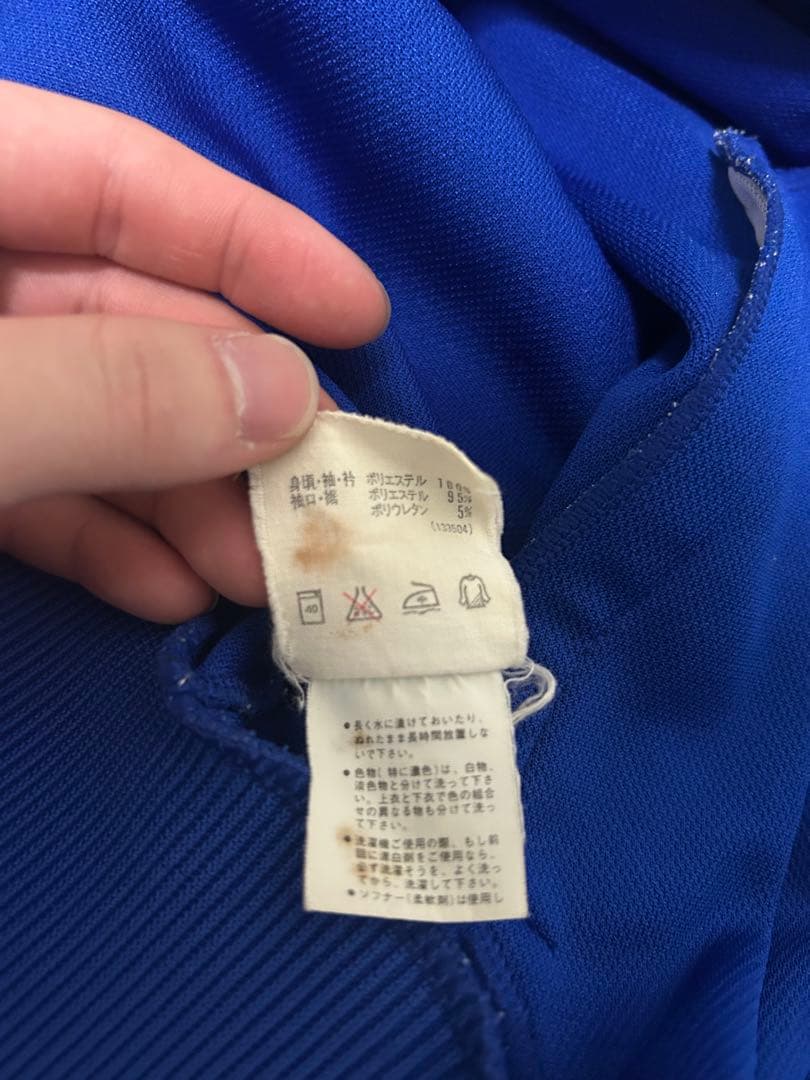 身頃・袖・衿 ポリエステル 100%
袖口・裾 ポリエステル 95%
ポリウレタン 5%
(133504)
40
●長く水に漬けておいたり、
ぬれたまま長時間放置しな
いで下さい。
●色物(特に濃色)は、白物、
淡色物と分けて洗って下さ
い。上衣と下衣で色の組合
せの異なる物も分けて洗っ
て下さい。
●洗濯機ご使用の際、もし前
回に漂白剤をご使用なら、
必ず洗濯そうを、よく洗っ
てから、洗濯して下さい。
●ソフナー(柔軟剤)は使用し